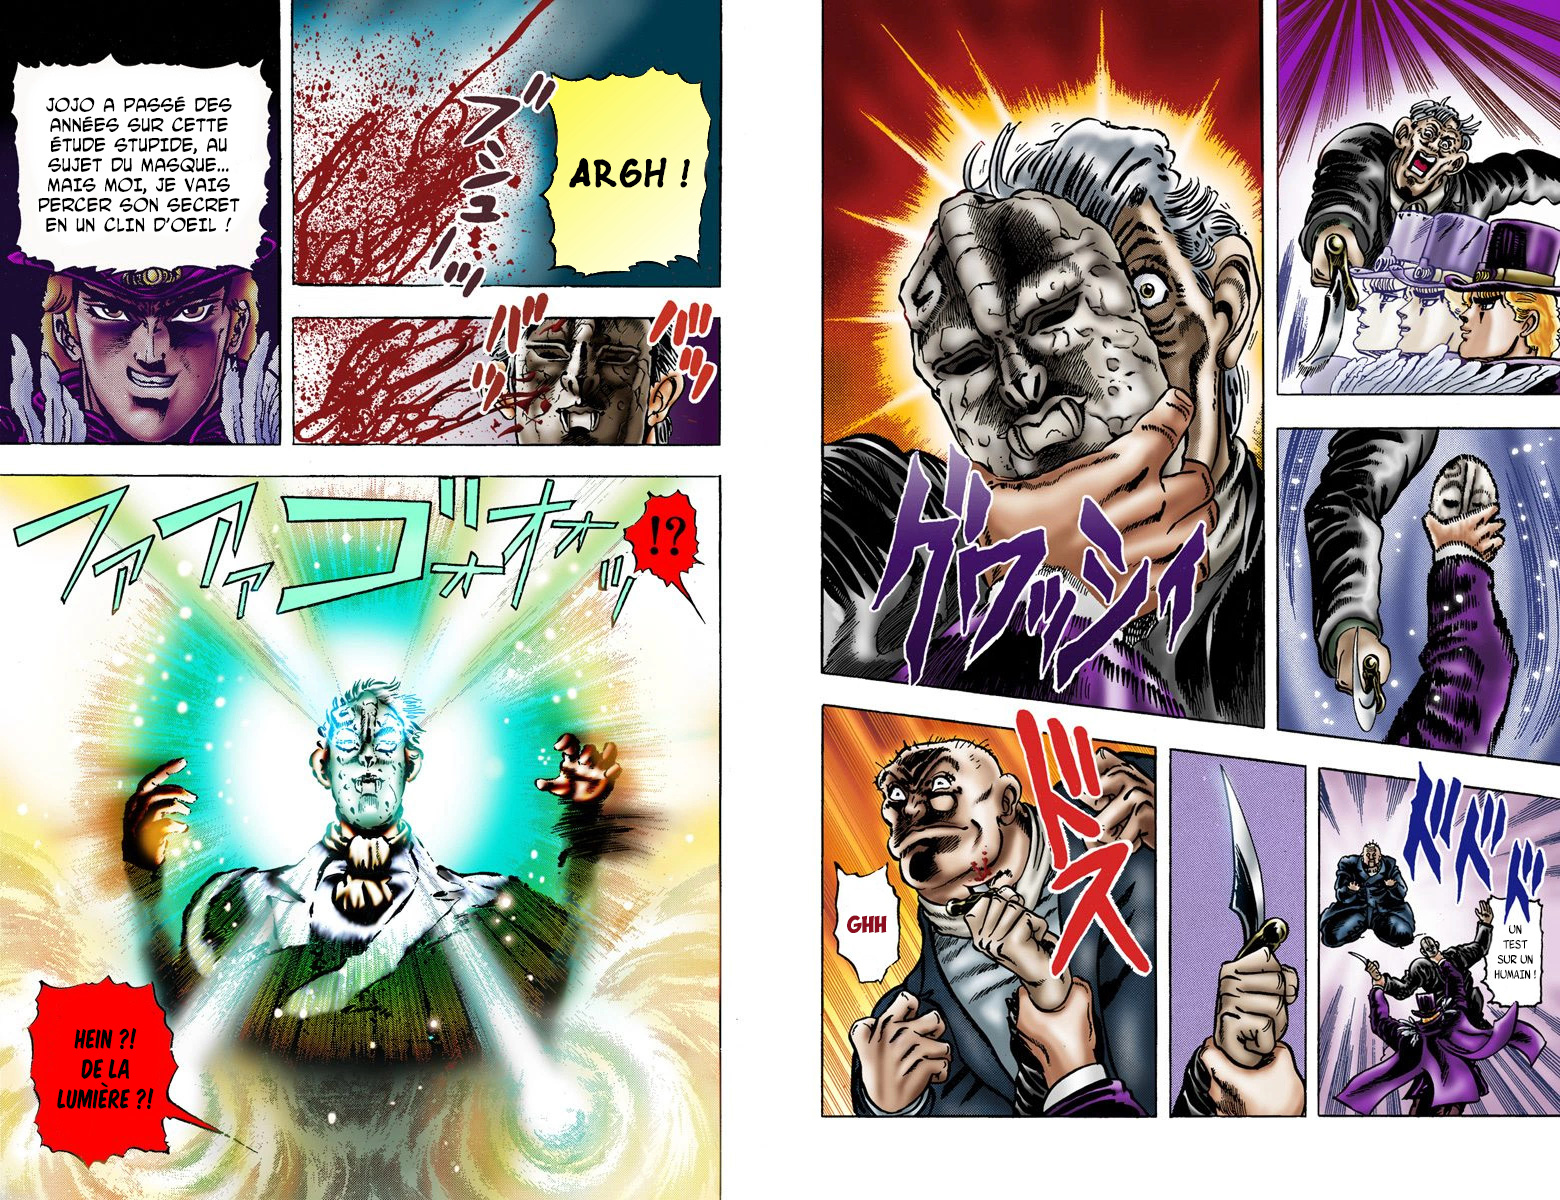 グワッシィ
ドドド
UN
TEST
SUR UN
HUMAIN !
ドス
GHH
ブシュッ
ARGH !
バッ
バッ
JOJO A PASSÉ DES
ANNÉES SUR CETTE
ÉTUDE STUPIDE, AU
SUJET DU MASQUE...
MAIS MOI, JE VAIS
PERCER SON SECRET
EN UN CLIN D'OEIL !
ファァアァゴォオォォッ
!?
HEIN ?!
DE LA
LUMIÈRE ?!